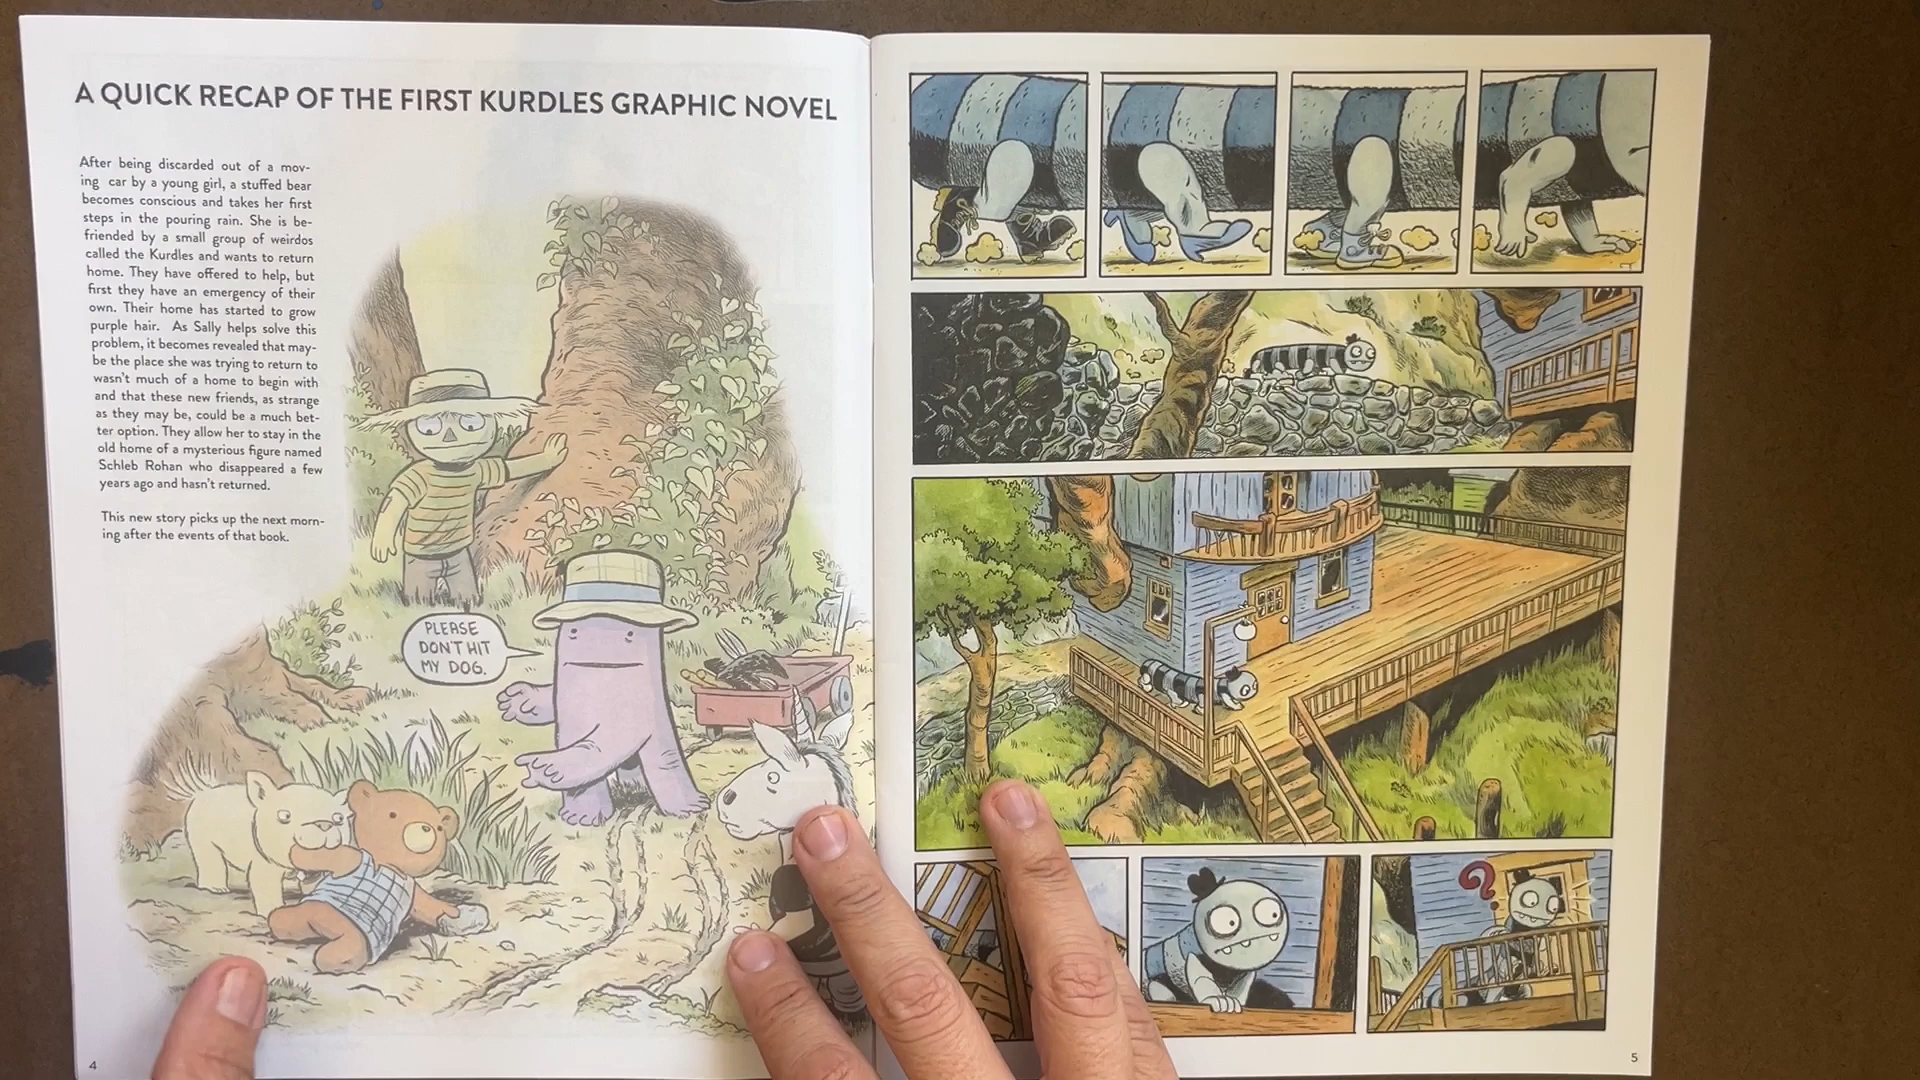 A QUICK RECAP OF THE FIRST KURDLES GRAPHIC NOVEL
After being discarded out of a mov-
ing car by a young girl, a stuffed bear
becomes conscious and takes her first
steps in the pouring rain. She is be-
friended by a small group of weirdos
called the Kurdles and wants to return
home. They have offered to help, but
first they have an emergency of their
own. Their home has started to grow
purple hair. As Sally helps solve this
problem, it becomes revealed that may-
be the place she was trying to return to
wasn't much of a home to begin with
and that these new friends, as strange
as they may be, could be a much bet-
ter option. They allow her to stay in the
old home of a mysterious figure named
Schleb Rohan who disappeared a few
years ago and hasn't returned.
This new story picks up the next morn-
ing after the events of that book.
PLEASE
DON'T HIT
MY DOG.
4
?
5